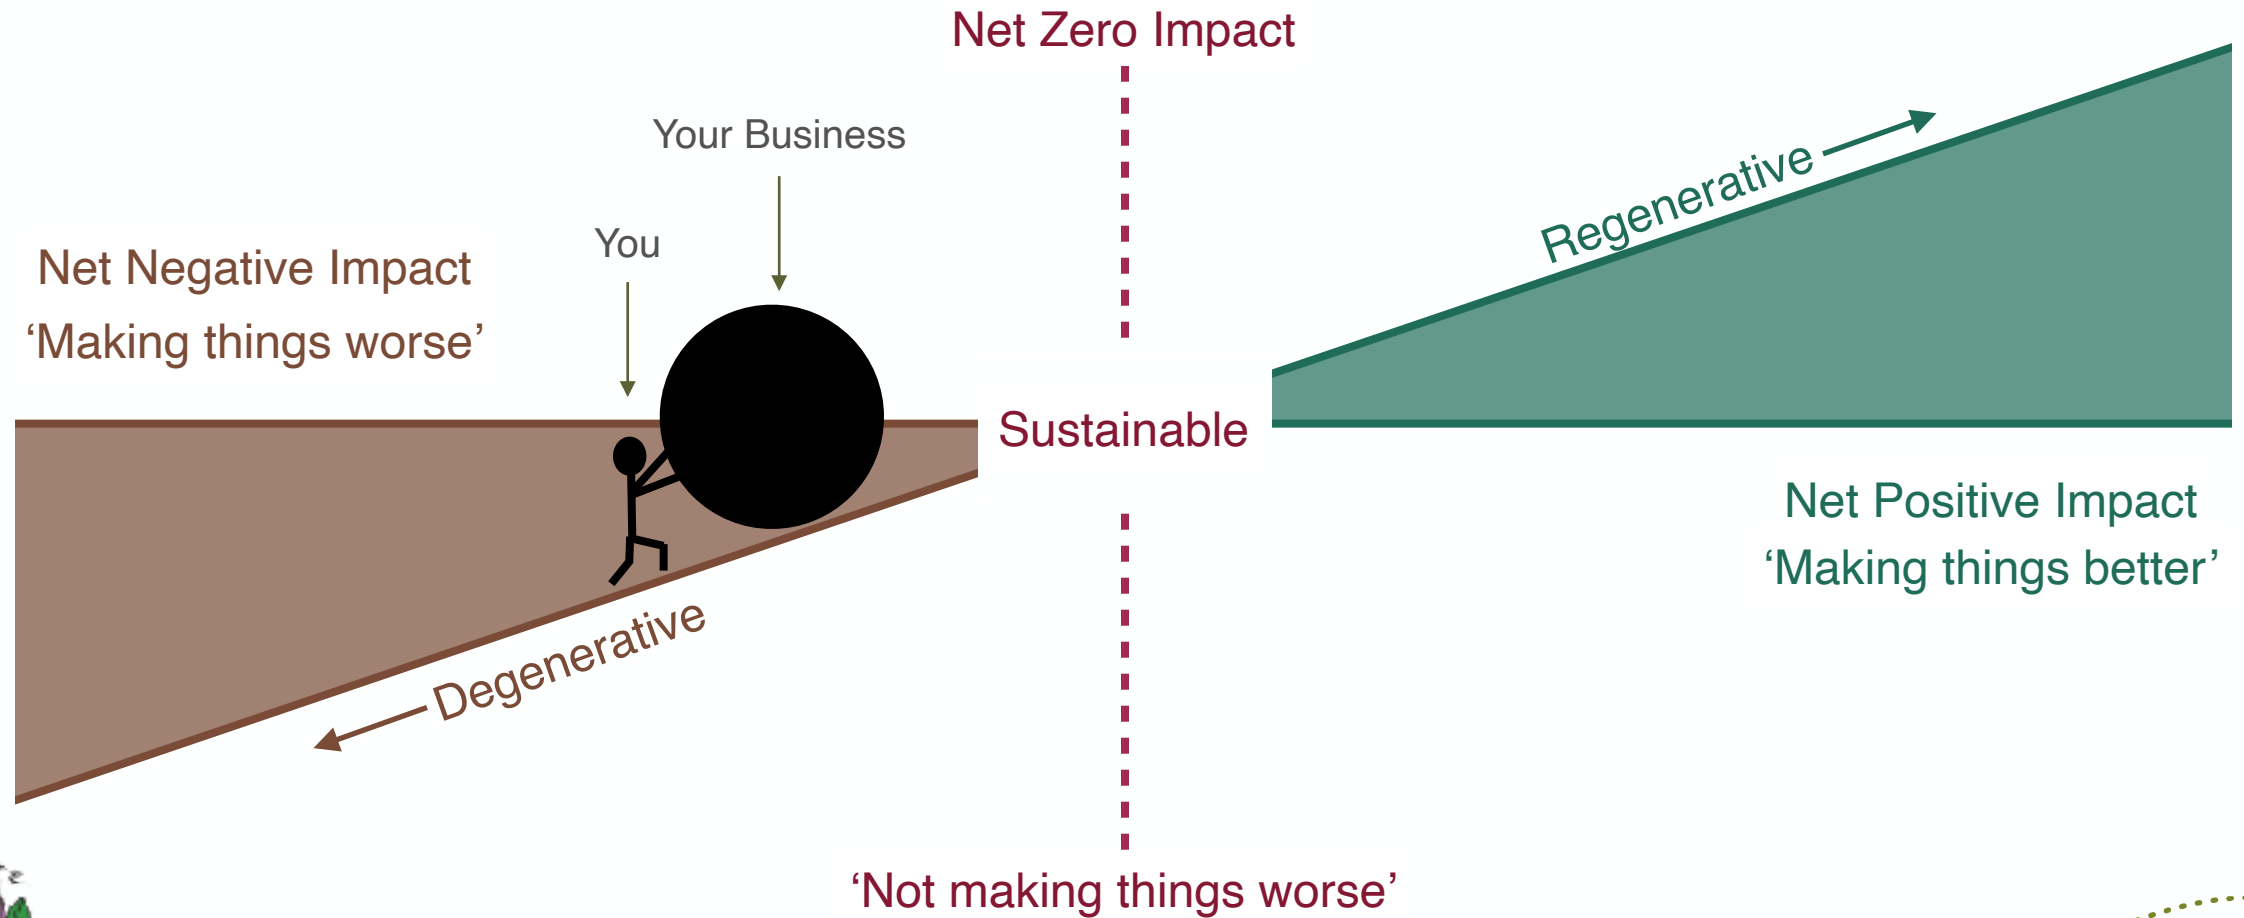 Net Zero Impact
Your Business
You
Net Negative Impact
‘Making things worse’
Regenerative
Sustainable
Net Positive Impact
‘Making things better’
Degenerative
‘Not making things worse’